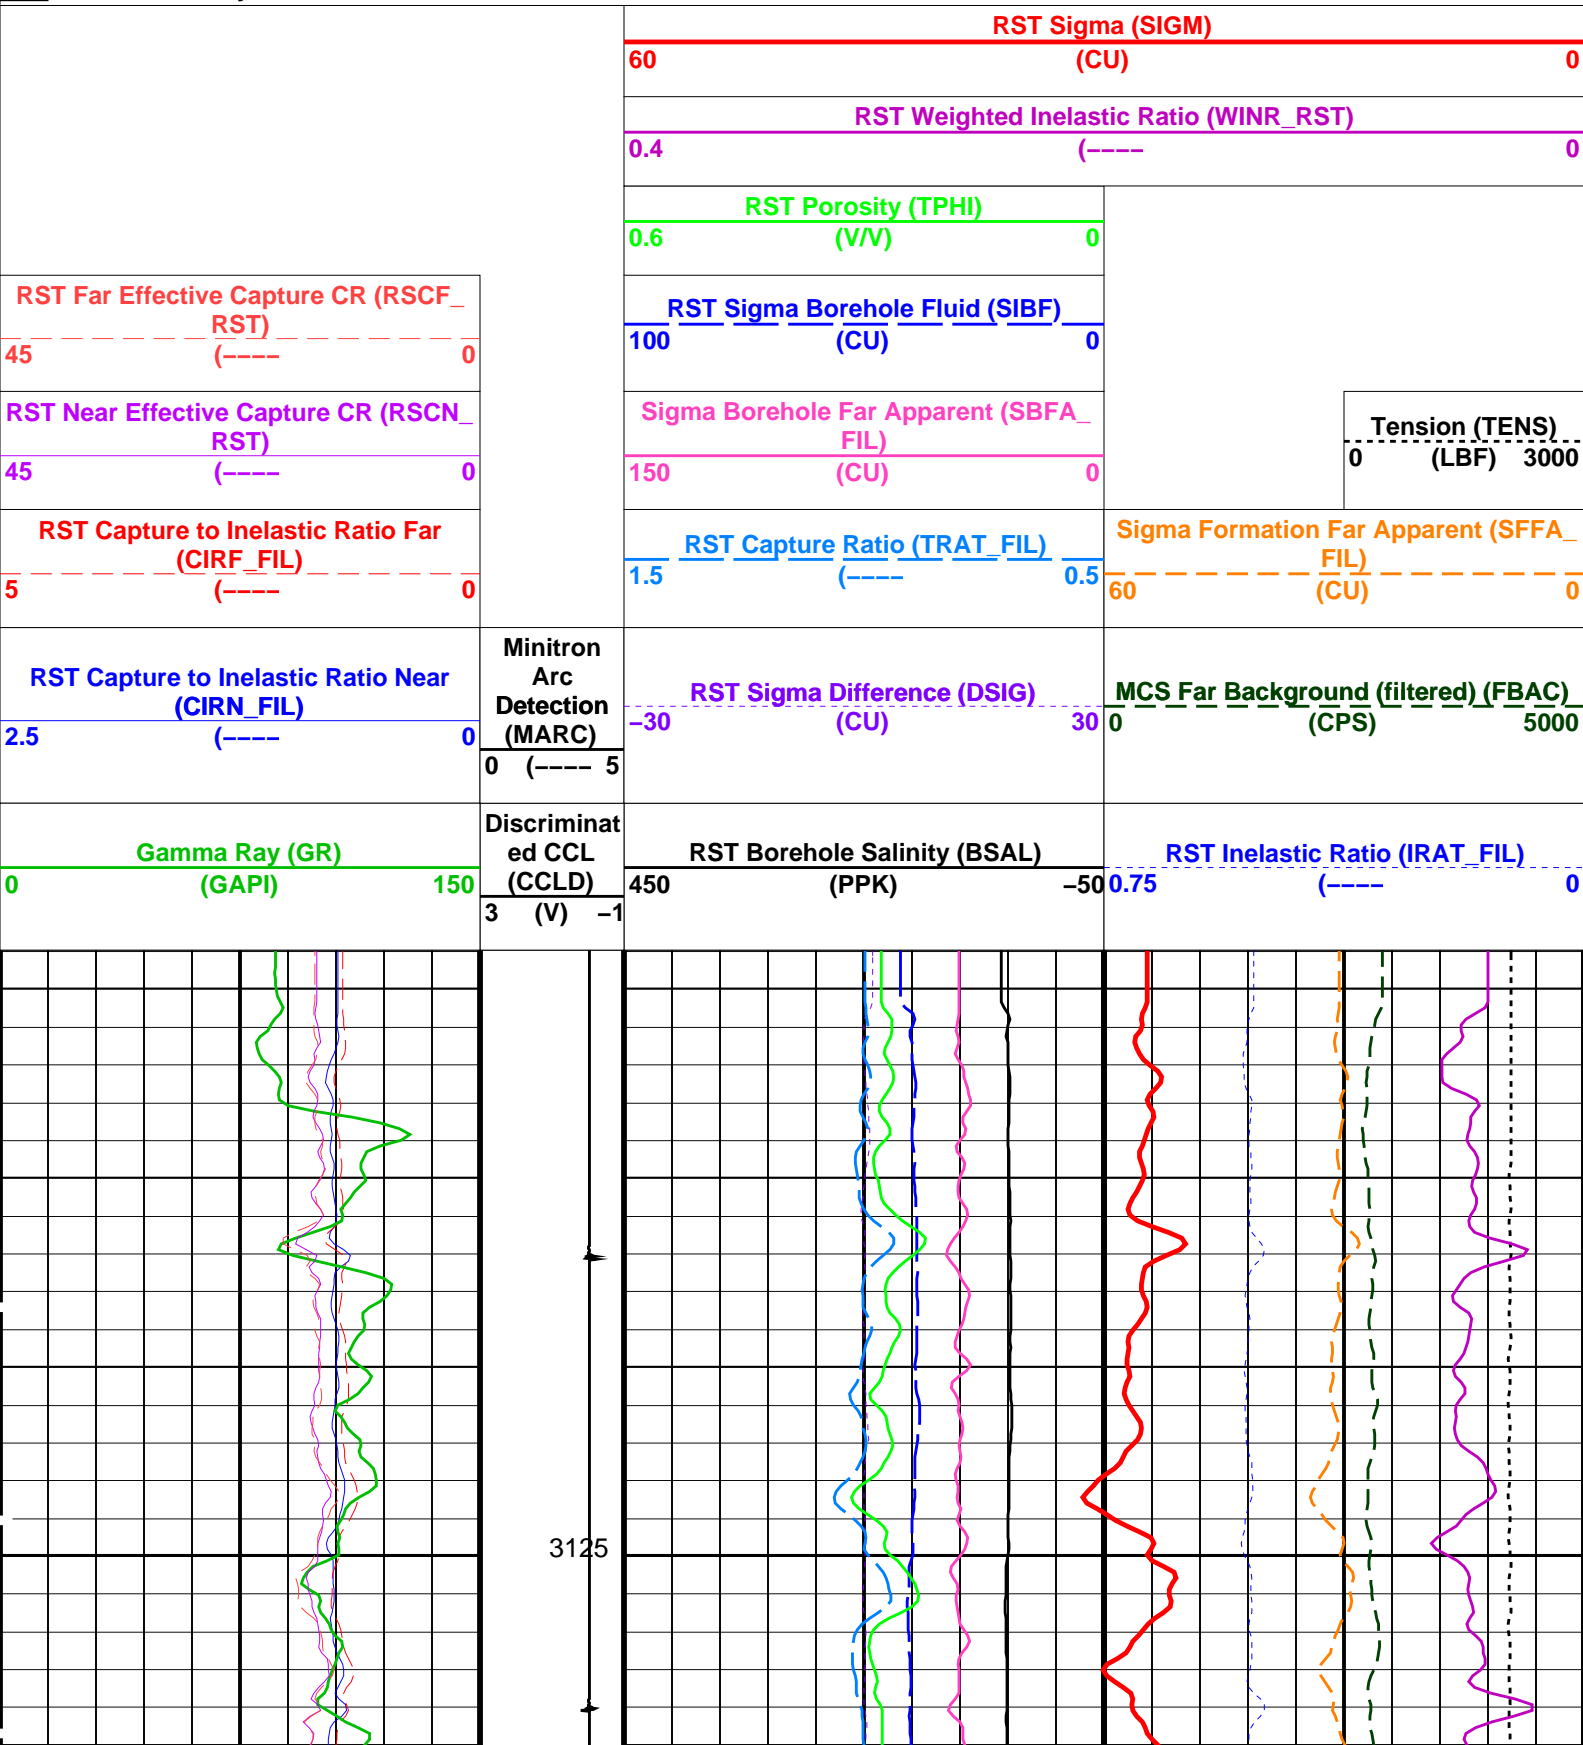 RST Sigma (SIGM)
60 (CU) 0
RST Weighted Inelastic Ratio (WINR_RST)
0.4 (---- 0
RST Porosity (TPHI)
0.6 (V/V) 0
RST Far Effective Capture CR (RSCF_
RST)
45 (---- 0
RST Sigma Borehole Fluid (SIBF)
100 (CU) 0
RST Near Effective Capture CR (RSCN_
RST)
45 (---- 0
Sigma Borehole Far Apparent (SBFA_
FIL)
150 (CU) 0
Tension (TENS)
0 (LBF) 3000
RST Capture to Inelastic Ratio Far
(CIRF_FIL)
5 (---- 0
RST Capture Ratio (TRAT_FIL)
1.5 (---- 0.5
Sigma Formation Far Apparent (SFFA_
FIL)
60 (CU) 0
RST Capture to Inelastic Ratio Near
(CIRN_FIL)
2.5 (---- 0
Minitron
Arc
Detection
(MARC)
0 (---- 5
RST Sigma Difference (DSIG)
-30 (CU) 30
MCS Far Background (filtered) (FBAC)
0 (CPS) 5000
Gamma Ray (GR)
0 (GAPI) 150
Discriminat
ed CCL
(CCLD)
3 (V) -1
RST Borehole Salinity (BSAL)
450 (PPK) -50
RST Inelastic Ratio (IRAT_FIL)
0.75 (---- 0
3125